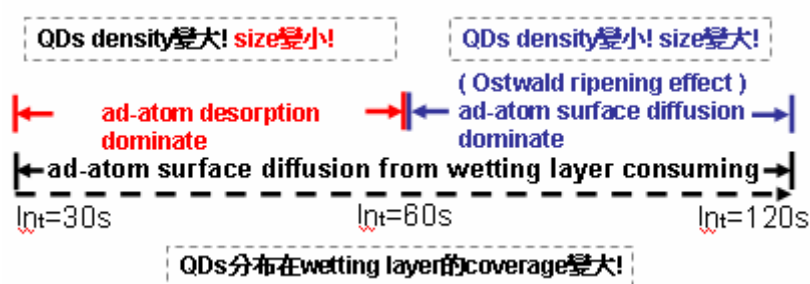 QDs density變大! size變小!
QDs density變小! size變大!
( Ostwald ripening effect )
ad-atom desorption dominate
ad-atom surface diffusion dominate
ad-atom surface diffusion from wetting layer consuming
Int=30s Int=60s Int=120s
QDs分布在wetting layer的coverage變大!